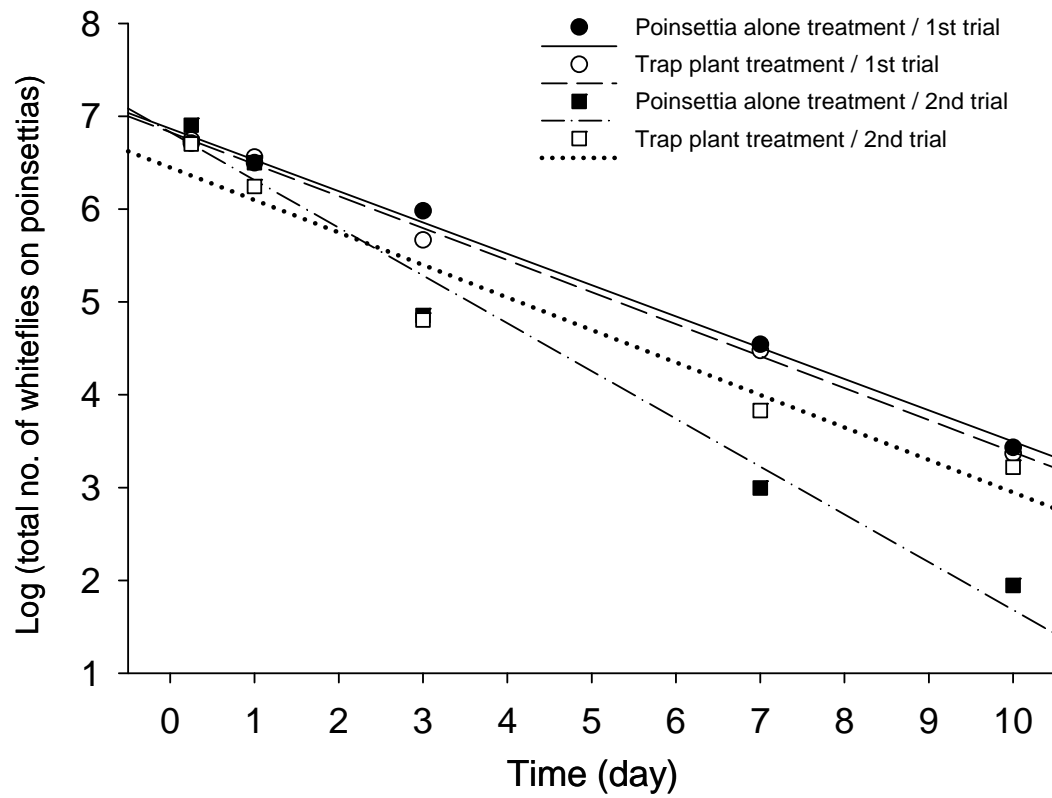 8
7
6
5
4
3
2
1
Log (total no. of whiteflies on poinsettias)
Poinsettia alone treatment / 1st trial
Trap plant treatment / 1st trial
Poinsettia alone treatment / 2nd trial
Trap plant treatment / 2nd trial
0 1 2 3 4 5 6 7 8 9 10
Time (day)